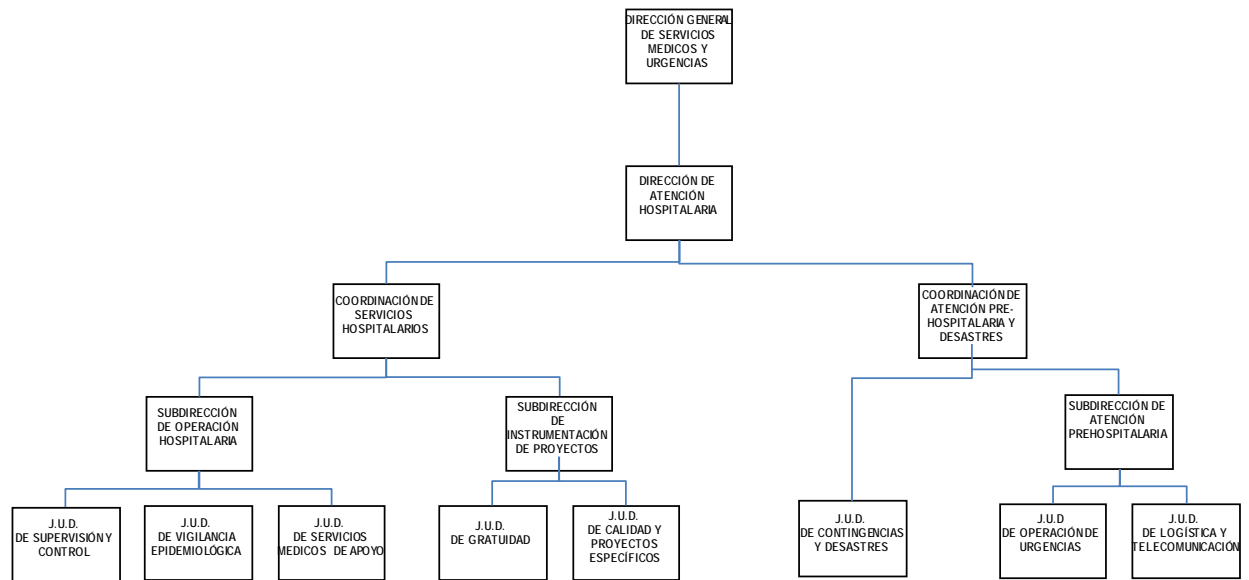 DIRECCIÓN GENERAL
DE SERVICIOS
MEDICOS Y
URGENCIAS
DIRECCIÓN DE
ATENCIÓN
HOSPITALARIA
COORDINACIÓN DE
SERVICIOS
HOSPITALARIOS
COORDINACIÓN DE
ATENCIÓN PRE-
HOSPITALARIA Y
DESASTRES
SUBDIRECCIÓN
DE OPERACIÓN
HOSPITALARIA
SUBDIRECCIÓN
DE
INSTRUMENTACIÓN
DE PROYECTOS
SUBDIRECCIÓN DE
ATENCIÓN
PREHOSPITALARIA
J.U.D.
DE SUPERVISIÓN Y
CONTROL
J.U.D.
DE VIGILANCIA
EPIDEMIOLÓGICA
J.U.D.
DE SERVICIOS
MEDICOS DE APOYO
J.U.D.
DE GRATUIDAD
J.U.D.
DE CALIDAD Y
PROYECTOS
ESPECÍFICOS
J.U.D.
DE CONTINGENCIAS
Y DESASTRES
J.U.D
DE OPERACIÓN DE
URGENCIAS
J.U.D.
DE LOGÍSTICA Y
TELECOMUNICACIÓN